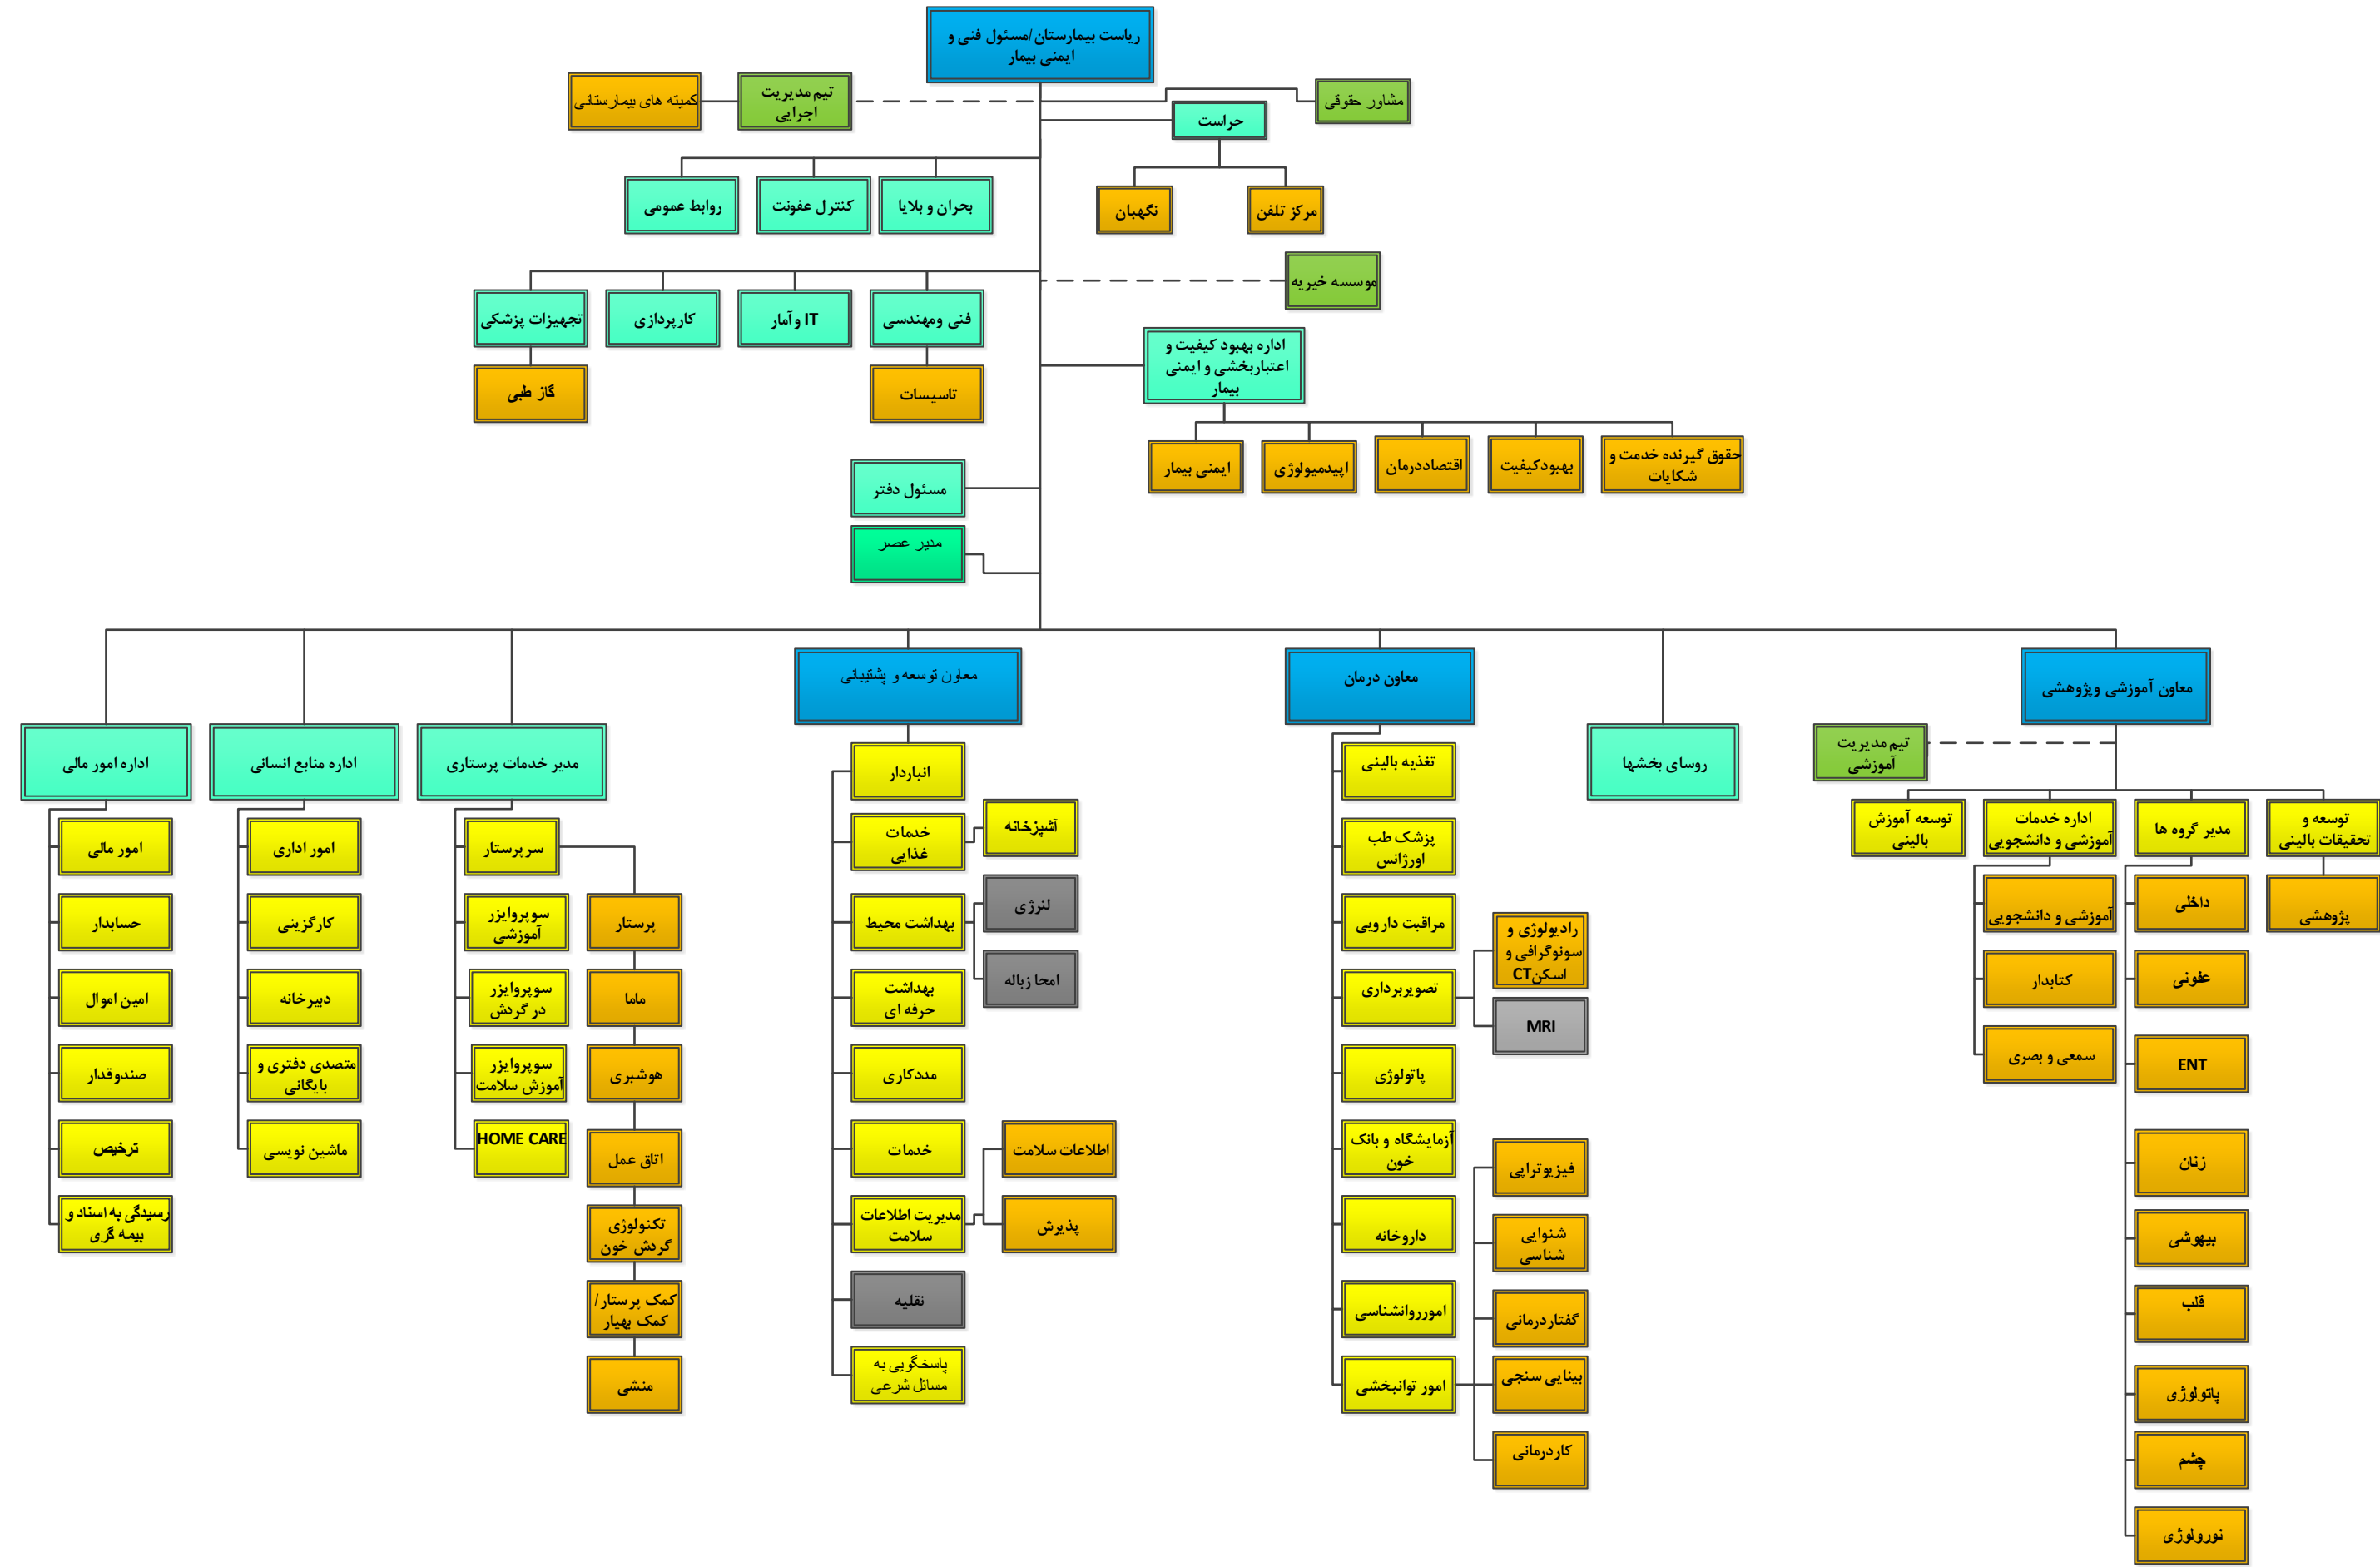 ریاست بیمارستان/مسئول فنی و
ایمنی بیمار
مشاور حقوقی
تیم مدیریت
اجرایی
کمیته های بیمارستانی
حراست
مرکز تلفن
نگهبان
بحران و بلایا
کنترل عفونت
روابط عمومی
موسسه خیریه
فنی ومهندسی
IT وآمار
کارپردازی
تجهیزات پزشکی
تاسیسات
گاز طبی
اداره بهبود کیفیت و
اعتباربخشی و ایمنی
بیمار
حقوق گیرنده خدمت و
شکایات
بهبودکیفیت
اقتصاددرمان
اپیدمیولوژی
ایمنی بیمار
مسئول دفتر
مدیر عصر
معاون آموزشی وپژوهشی
تیم مدیریت
آموزشی
توسعه و
تحقیقات بالینی
پژوهشی
مدیر گروه ها
داخلی
عفونی
ENT
زنان
بیهوشی
قلب
پاتولوژی
چشم
نورولوژی
اداره خدمات
آموزشی و دانشجویی
آموزشی و دانشجویی
کتابدار
سمعی و بصری
توسعه آموزش
بالینی
روسای بخشها
معاون درمان
تغذیه بالینی
پزشک طب
اورژانس
مراقبت دارویی
تصویربرداری
رادیولوژی و
سونوگرافی و
اسکنCT
MRI
پاتولوژی
آزمایشگاه و بانک
خون
داروخانه
امورروانشناسی
امور توانبخشی
فیزیوتراپی
شنوایی
شناسی
گفتاردرمانی
بینایی سنجی
کاردرمانی
معاون توسعه و پشتیبانی
انباردار
خدمات
غذایی
آشپزخانه
بهداشت محیط
لنرژی
امحا زباله
بهداشت
حرفه ای
مددکاری
خدمات
مدیریت اطلاعات
سلامت
اطلاعات سلامت
پذیرش
نقلیه
پاسخگویی به
مسائل شرعی
مدیر خدمات پرستاری
سرپرستار
سوپروایزر
آموزشی
سوپروایزر
در گردش
سوپروایزر
آموزش سلامت
HOME CARE
پرستار
ماما
هوشبری
اتاق عمل
تکنولوژی
گردش خون
کمک پرستار/
کمک بهیار
منشی
اداره منابع انسانی
امور اداری
کارگزینی
دبیرخانه
متصدی دفتری و
بایگانی
ماشین نویسی
اداره امور مالی
امور مالی
حسابدار
امین اموال
صندوقدار
ترخیص
رسیدگی به اسناد و
بیمه گری